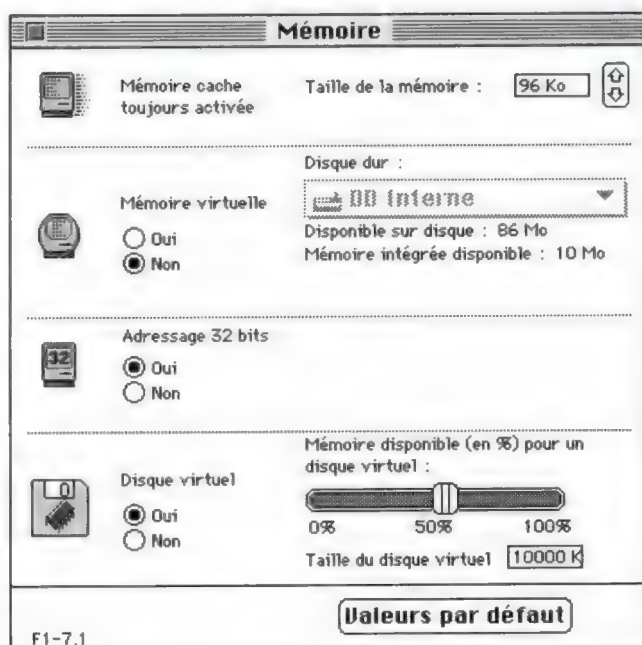 Mémoire
Mémoire cache
toujours activée
Taille de la mémoire :
96 Ko
Disque dur :
DD Interne
Mémoire virtuelle
Oui
Non
Disponible sur disque : 86 Mo
Mémoire intégrée disponible : 10 Mo
32
Adressage 32 bits
Oui
Non
Mémoire disponible (en %) pour un
disque virtuel :
Disque virtuel
Oui
Non
0% 50% 100%
Taille du disque virtuel 10000 K
Valeurs par défaut
F1-7.1